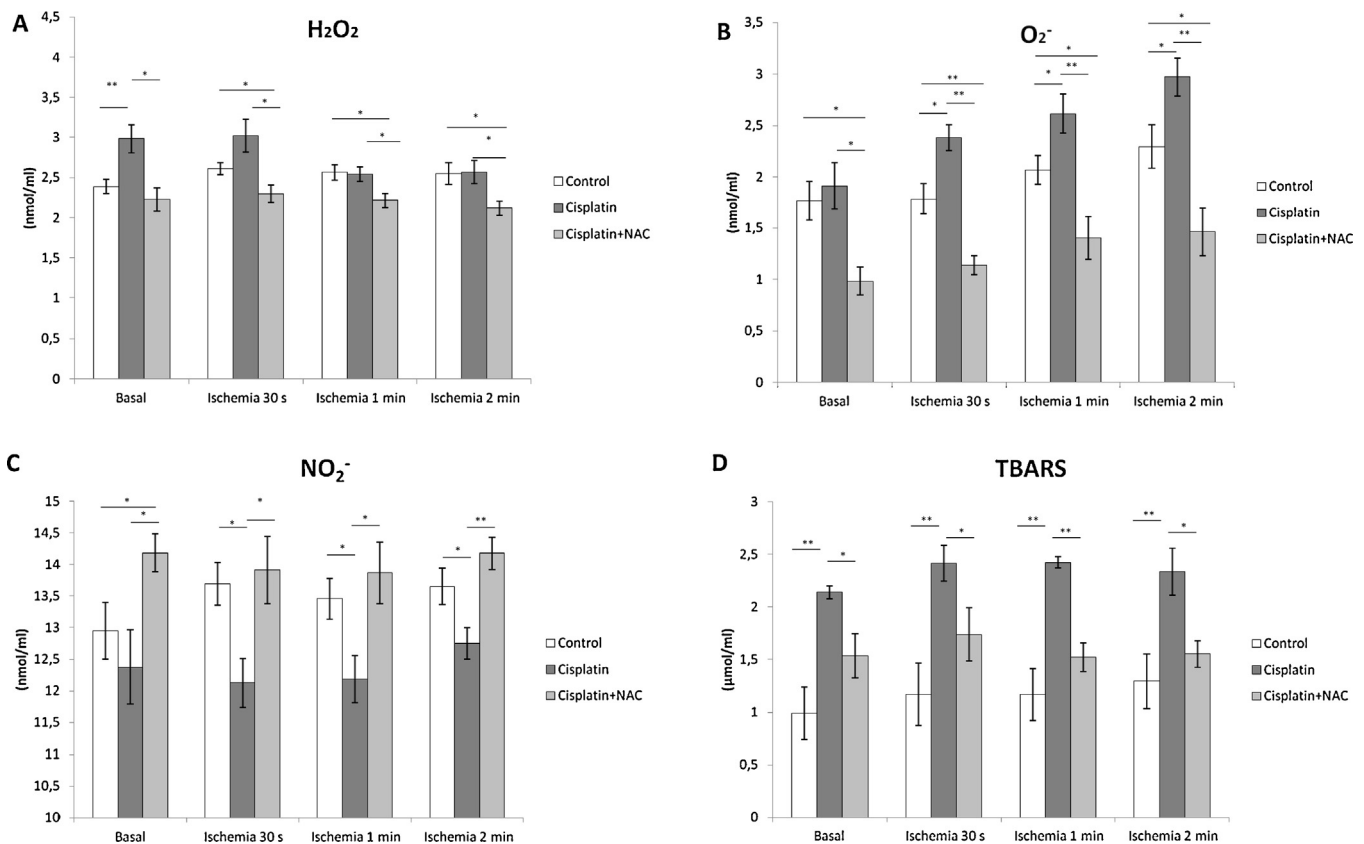 A
H₂O₂
4,5
4
3,5
3
2,5
2
1,5
1
0,5
0
(nmol/ml)
** * * * * * * *
Basal Ischemia 30 s Ischemia 1 min Ischemia 2 min
Control
Cisplatin
Cisplatin+NAC
B
O₂⁻
3,5
3
2,5
2
1,5
1
0,5
0
(nmol/ml)
* * ** * ** * * ** * * **
Basal Ischemia 30 s Ischemia 1 min Ischemia 2 min
Control
Cisplatin
Cisplatin+NAC
C
NO₂⁻
15
14,5
14
13,5
13
12,5
12
11,5
11
10,5
10
(nmol/ml)
* * * * * * * **
Basal Ischemia 30 s Ischemia 1 min Ischemia 2 min
Control
Cisplatin
Cisplatin+NAC
D
TBARS
3
2,5
2
1,5
1
0,5
0
(μmol/ml)
** * ** * ** ** ** *
Basal Ischemia 30 s Ischemia 1 min Ischemia 2 min
Control
Cisplatin
Cisplatin+NAC